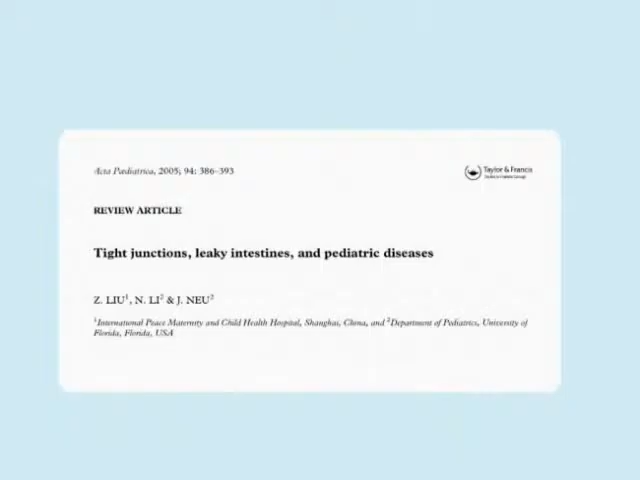 Acta Pædiatrica, 2005; 94: 386–393
Taylor & Francis
REVIEW ARTICLE
Tight junctions, leaky intestines, and pediatric diseases
Z. LIU¹, N. LI² & J. NEU²
¹International Peace Maternity and Child Health Hospital, Shanghai, China, and ²Department of Pediatrics, University of
Florida, Florida, USA